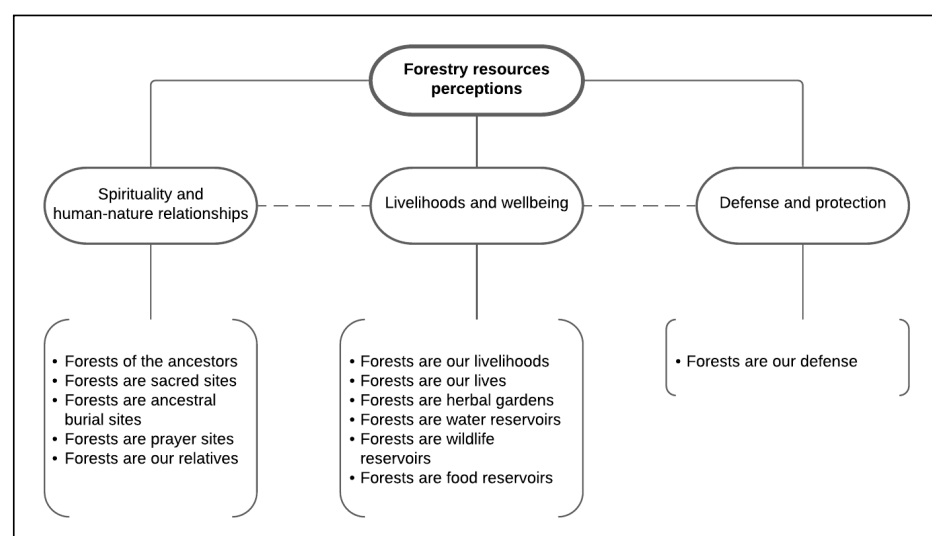 Forestry resources
perceptions
Spirituality and
human-nature relationships
Livelihoods and wellbeing
Defense and protection
• Forests of the ancestors
• Forests are sacred sites
• Forests are ancestral
burial sites
• Forests are prayer sites
• Forests are our relatives
• Forests are our livelihoods
• Forests are our lives
• Forests are herbal gardens
• Forests are water reservoirs
• Forests are wildlife
reservoirs
• Forests are food reservoirs
• Forests are our defense